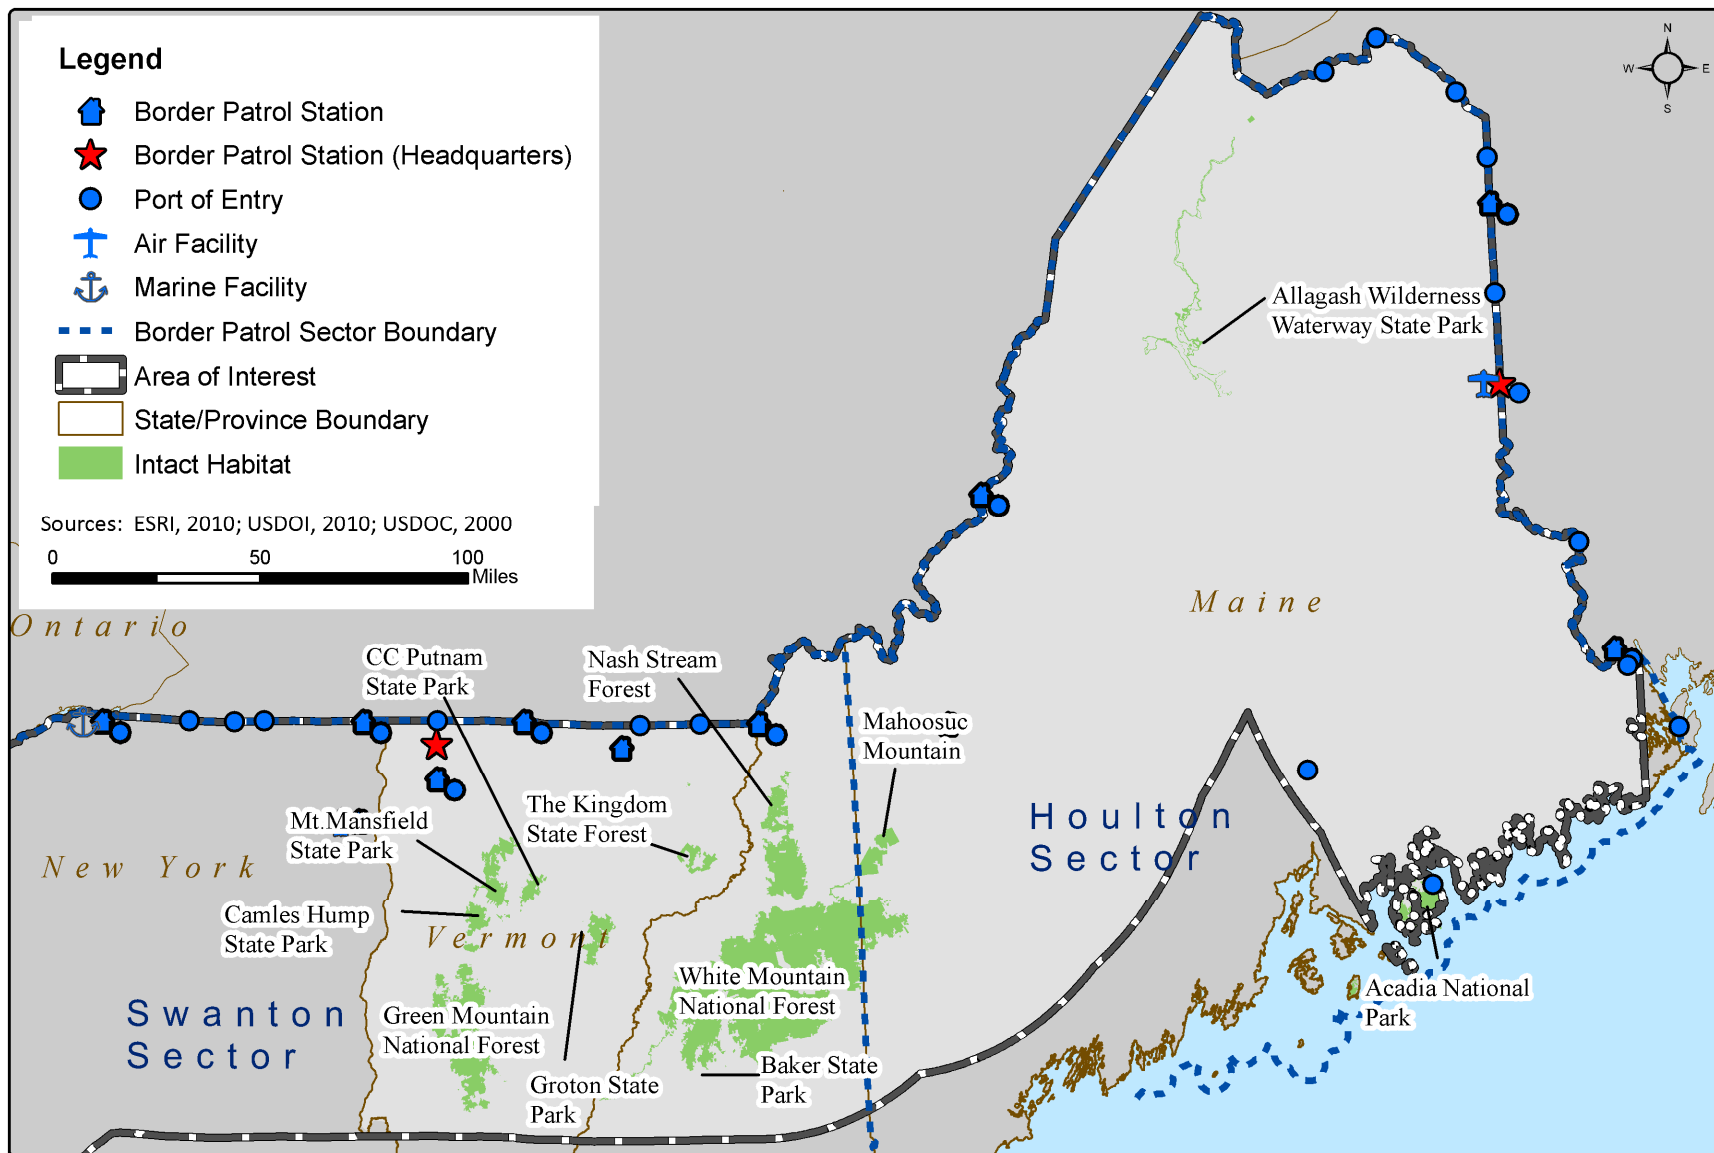 Legend
Border Patrol Station
Border Patrol Station (Headquarters)
Port of Entry
Air Facility
Marine Facility
Border Patrol Sector Boundary
Area of Interest
State/Province Boundary
Intact Habitat
Sources: ESRI, 2010; USDOI, 2010; USDOC, 2000
0 50 100
Miles
N
W E
S
Allagash Wilderness
Waterway State Park
Maine
Ontario
CC Putnam
State Park
Nash Stream
Forest
Mahoosuc
Mountain
Houlton
Sector
The Kingdom
State Forest
Mt.Mansfield
State Park
New York
Camles Hump
State Park
Vermont
White Mountain
National Forest
Acadia National
Park
Swanton
Sector
Green Mountain
National Forest
Groton State
Park
Baker State
Park